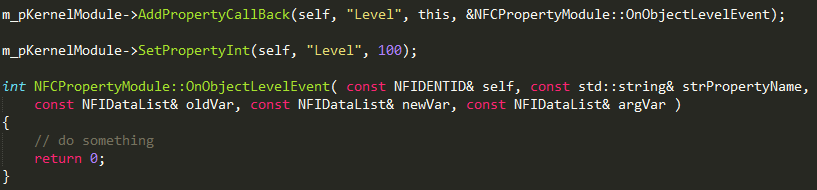 m_pKernelModule->AddPropertyCallBack(self, "Level", this, &NFCPropertyModule::OnObjectLevelEvent);
m_pKernelModule->SetPropertyInt(self, "Level", 100);
int NFCPropertyModule::OnObjectLevelEvent( const NFIDENTID& self, const std::string& strPropertyName,
    const NFIDataList& oldVar, const NFIDataList& newVar, const NFIDataList& argVar )
{
    // do something
    return 0;
}